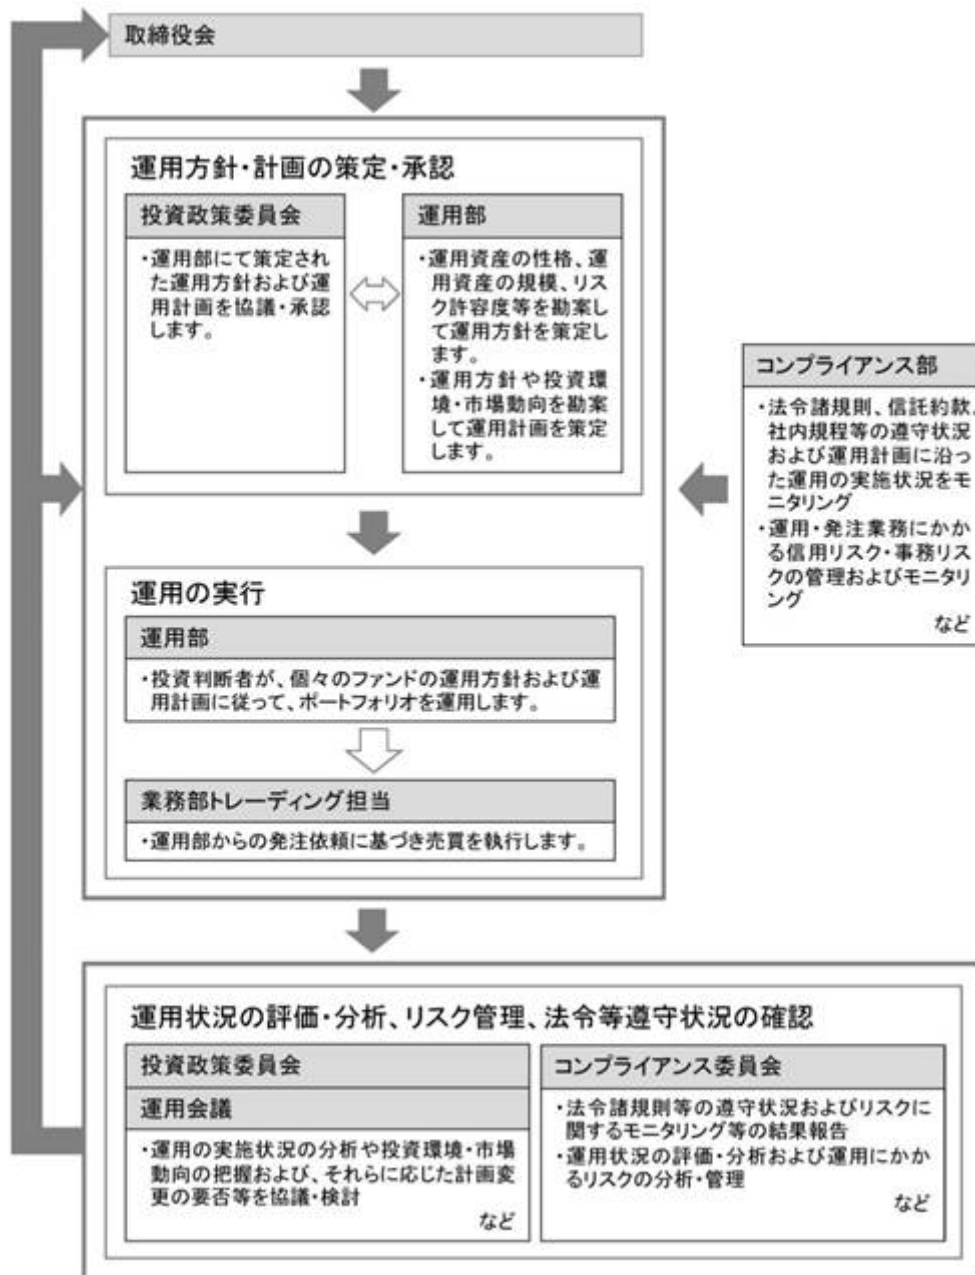 取締役会
運用方針・計画の策定・承認
投資政策委員会
・運用部にて策定され
た運用方針および運
用計画を協議・承認
します。
運用部
・運用資産の性格、運
用資産の規模、リス
ク許容度等を勘案し
て運用方針を策定し
ます。
・運用方針や投資環
境・市場動向を勘案
して運用計画を策定
します。
コンプライアンス部
・法令諸規則、信託約款、
社内規程等の遵守状況
および運用計画に沿っ
た運用の実施状況をモ
ニタリング
・運用・発注業務にかか
る信用リスク・事務リス
クの管理およびモニタリ
ング
など
運用の実行
運用部
・投資判断者が、個々のファンドの運用方針および運
用計画に従って、ポートフォリオを運用します。
業務部トレーディング担当
・運用部からの発注依頼に基づき売買を執行します。
運用状況の評価・分析、リスク管理、法令等遵守状況の確認
投資政策委員会
運用会議
・運用の実施状況の分析や投資環境・市場
動向の把握および、それらに応じた計画変
更の要否等を協議・検討
など
コンプライアンス委員会
・法令諸規則等の遵守状況およびリスクに
関するモニタリング等の結果報告
・運用状況の評価・分析および運用にかか
るリスクの分析・管理
など